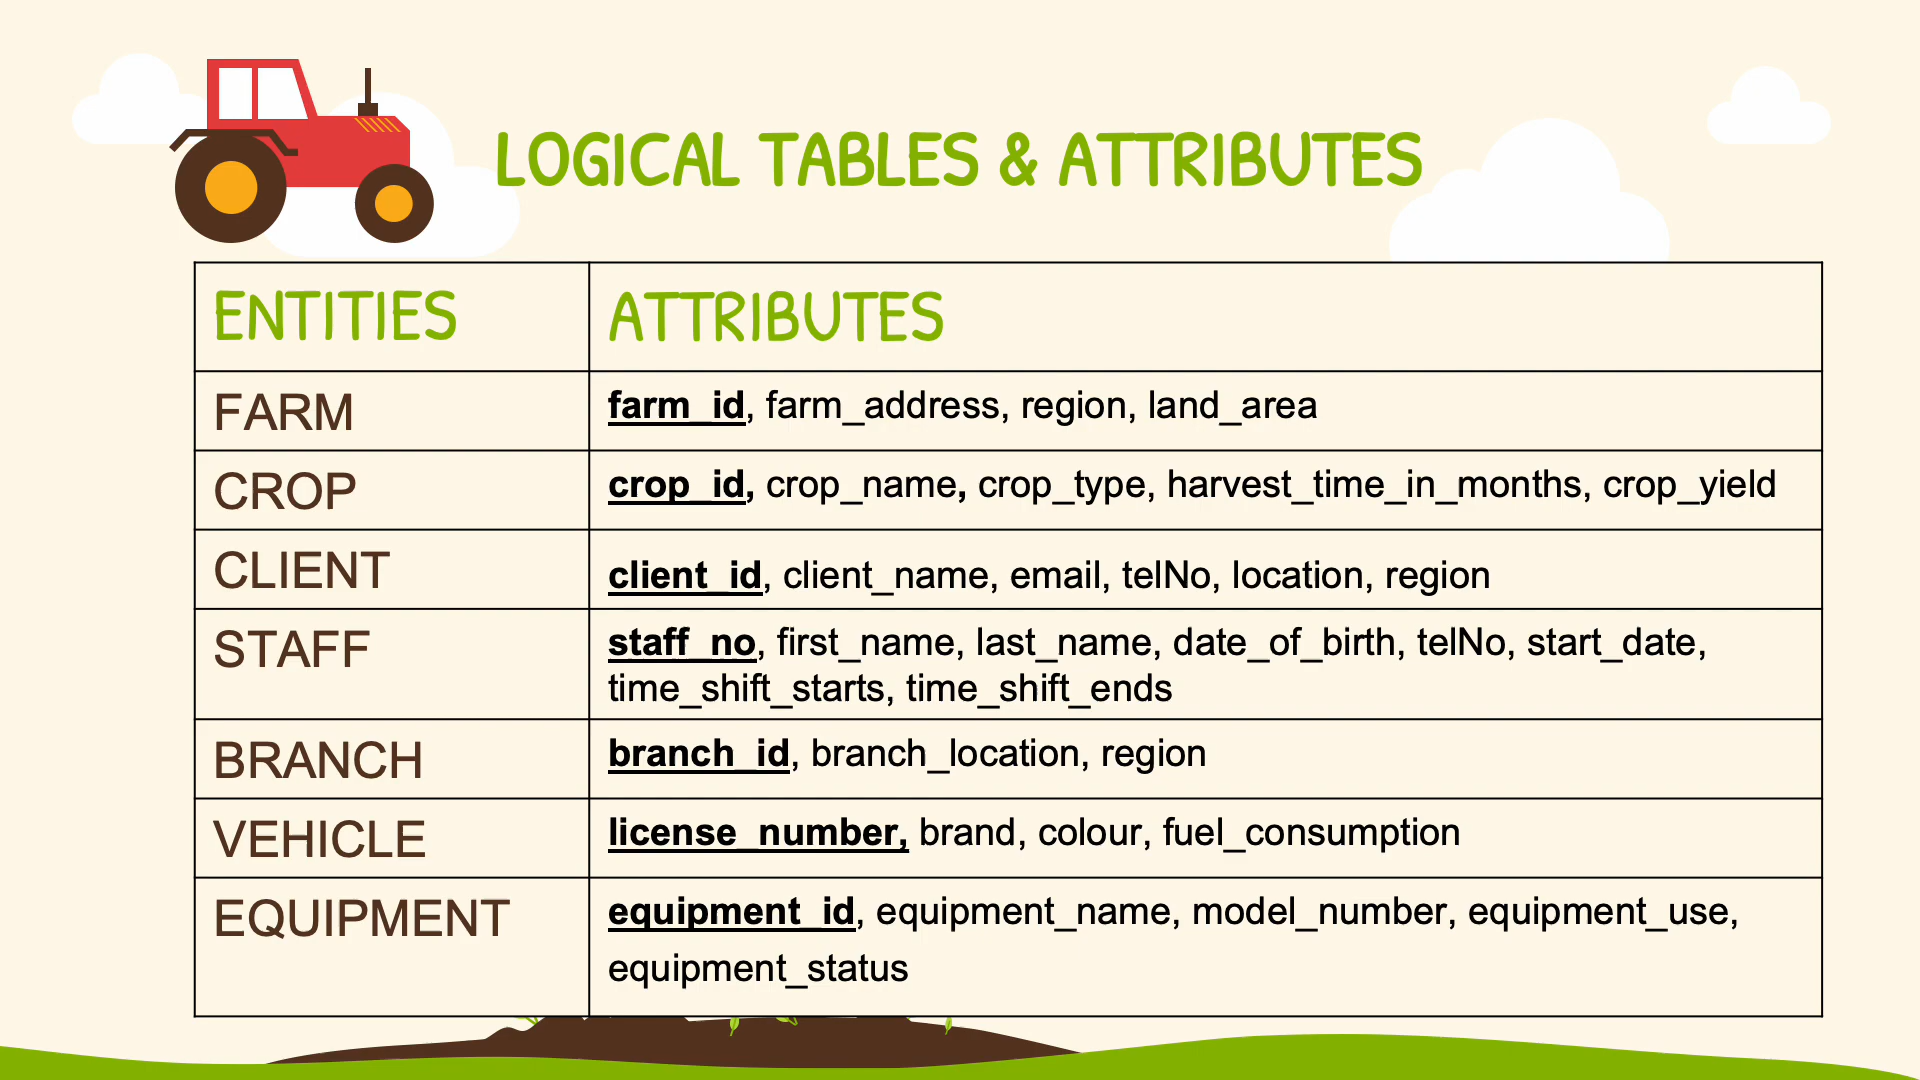 LOGICAL TABLES & ATTRIBUTES
ENTITIES
ATTRIBUTES
FARM
farm_id, farm_address, region, land_area
CROP
crop_id, crop_name, crop_type, harvest_time_in_months, crop_yield
CLIENT
client_id, client_name, email, telNo, location, region
STAFF
staff_no, first_name, last_name, date_of_birth, telNo, start_date,
time_shift_starts, time_shift_ends
BRANCH
branch_id, branch_location, region
VEHICLE
license_number, brand, colour, fuel_consumption
EQUIPMENT
equipment_id, equipment_name, model_number, equipment_use,
equipment_status